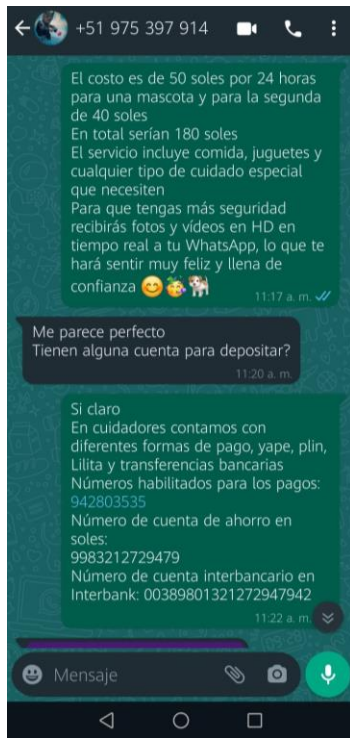 +51 975 397 914
El costo es de 50 soles por 24 horas
para una mascota y para la segunda
de 40 soles
En total serían 180 soles
El servicio incluye comida, juguetes y
cualquier tipo de cuidado especial
que necesiten
Para que tengas más seguridad
recibirás fotos y vídeos en HD en
tiempo real a tu WhatsApp, lo que te
hará sentir muy feliz y llena de
confianza 😊🥳🐕
11:17 a. m.
Me parece perfecto
Tienen alguna cuenta para depositar?
11:20 a. m.
Si claro
En cuidadores contamos con
diferentes formas de pago, yape, plin,
Lilita y transferencias bancarias
Números habilitados para los pagos:
942803535
Número de cuenta de ahorro en
soles:
9983212729479
Número de cuenta interbancario en
Interbank: 00389801321272947942
11:22 a. m.
Mensaje